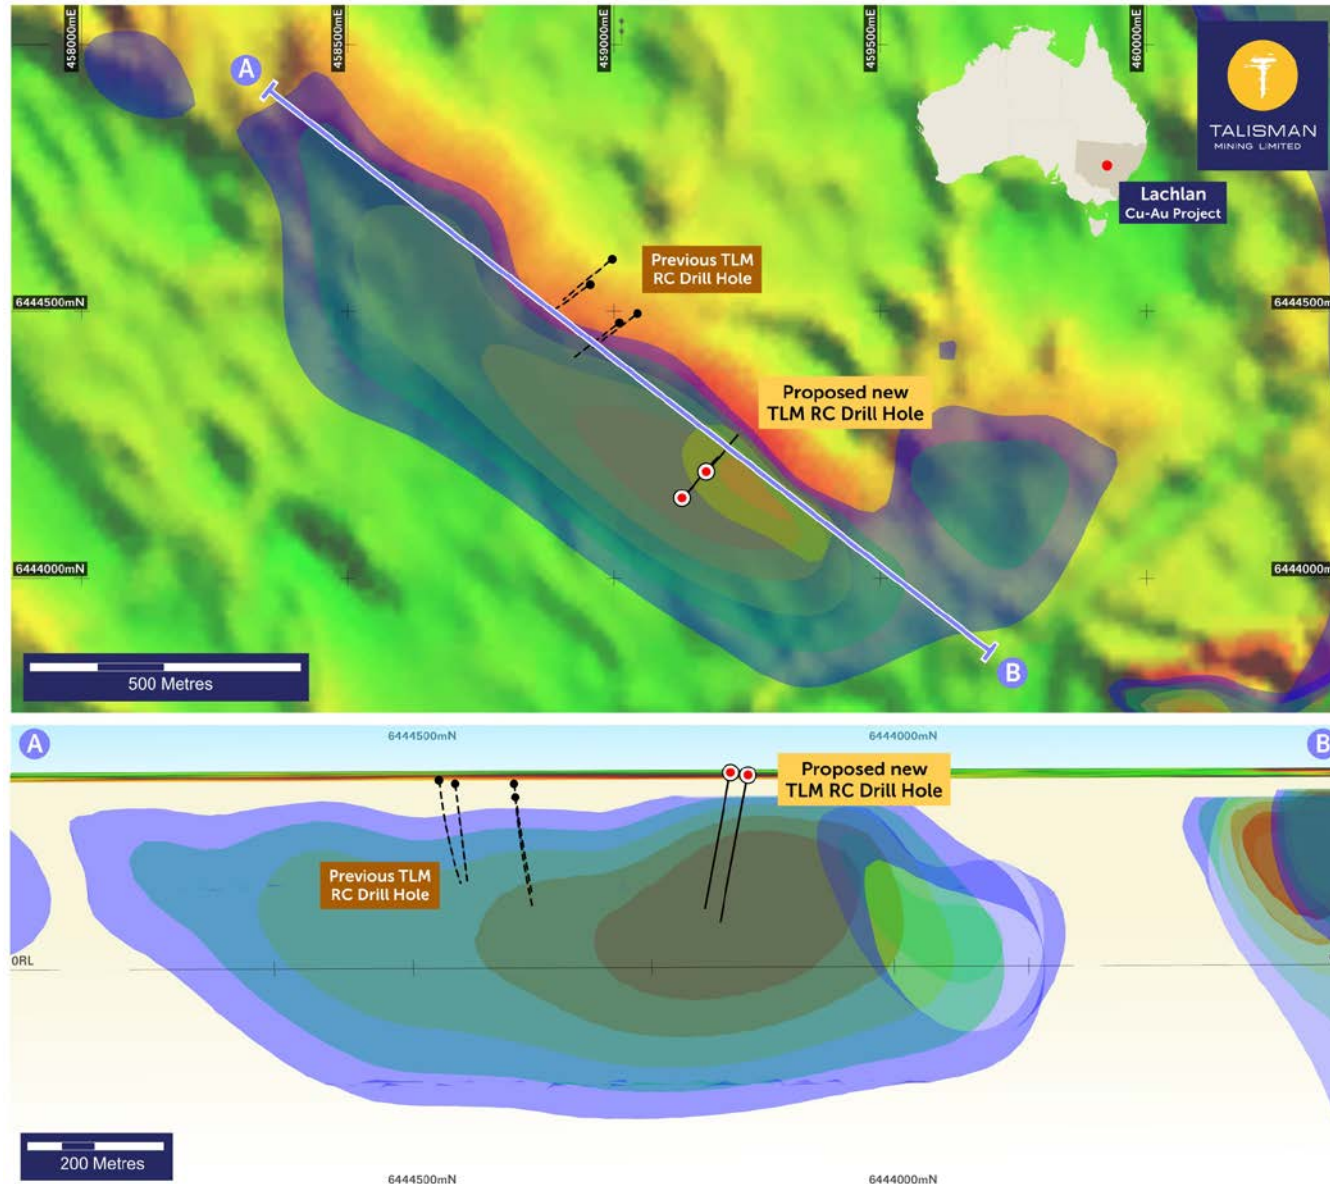 458000mE
458500mE
459000mE
459500mE
460000mE
A
TALISMAN
MINING LIMITED
Lachlan
Cu-Au Project
Previous TLM
RC Drill Hole
6444500mN
6444500m
Proposed new
TLM RC Drill Hole
6444000mN
6444000m
500 Metres
B
A
6444500mN
6444000mN
B
Proposed new
TLM RC Drill Hole
Previous TLM
RC Drill Hole
0RL
200 Metres
6444500mN
6444000mN